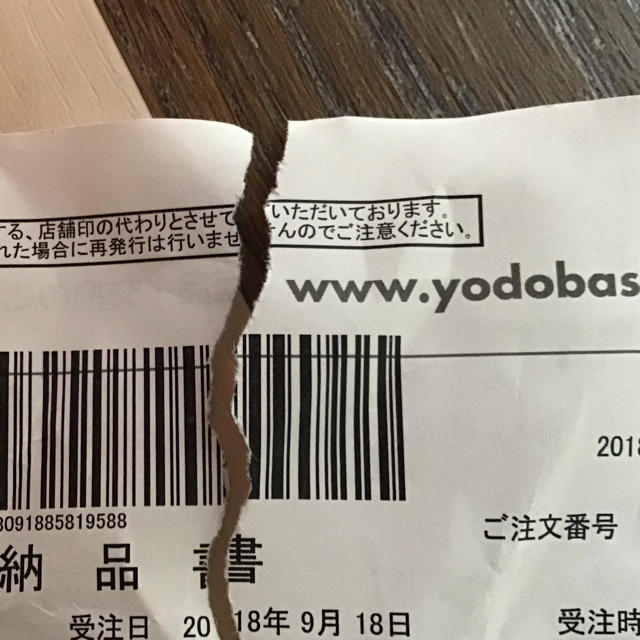 する、店舗印の代わりとさせていただいております。
れた場合に再発行は行いませんのでご注意ください。
www.yodobas
2018
8091885819588
ご注文番号
納 品 書
受注日 2018年 9月 18日
受注時